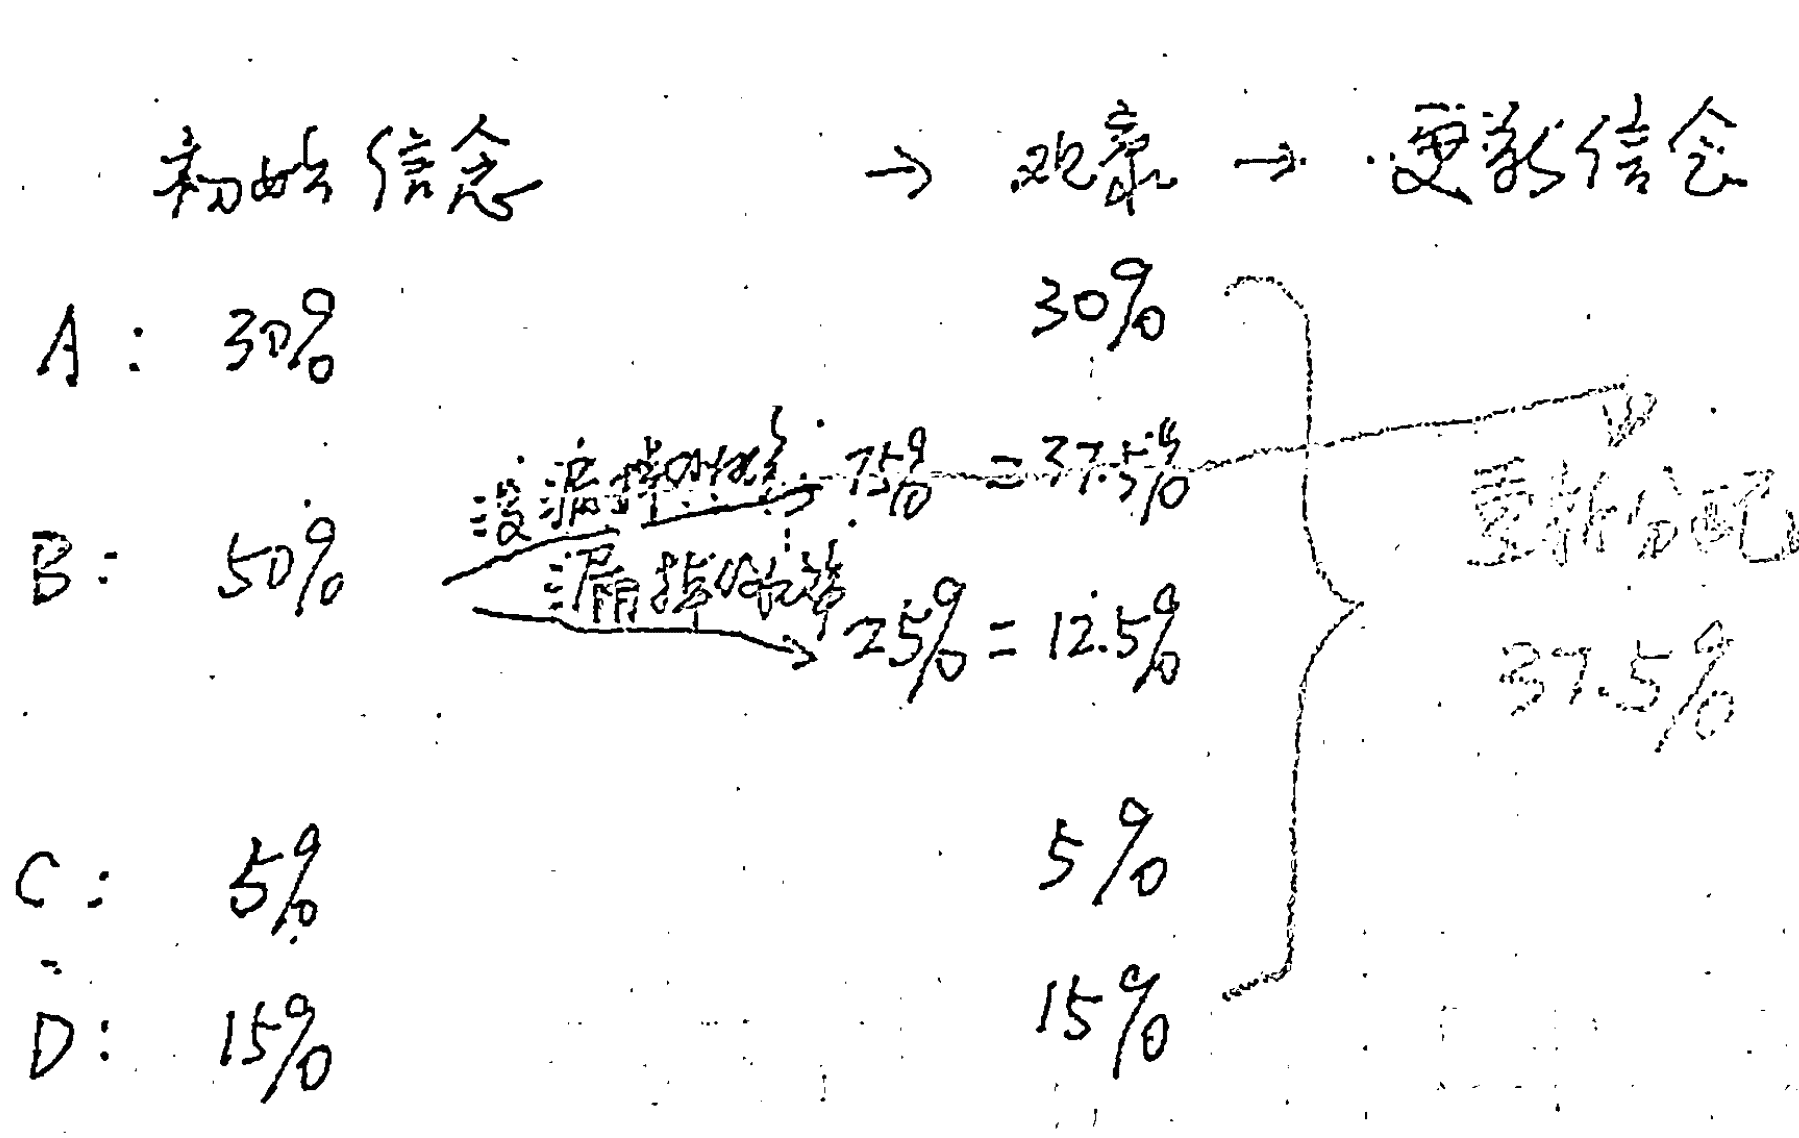 初始信念 → 观察 → 更新信念
A: 30% 30%
没漏掉的概率 75% = 37.5%
B: 50%
漏掉的概率 25% = 12.5%
重新分配
37.5%
C: 5% 5%
D: 15% 15%